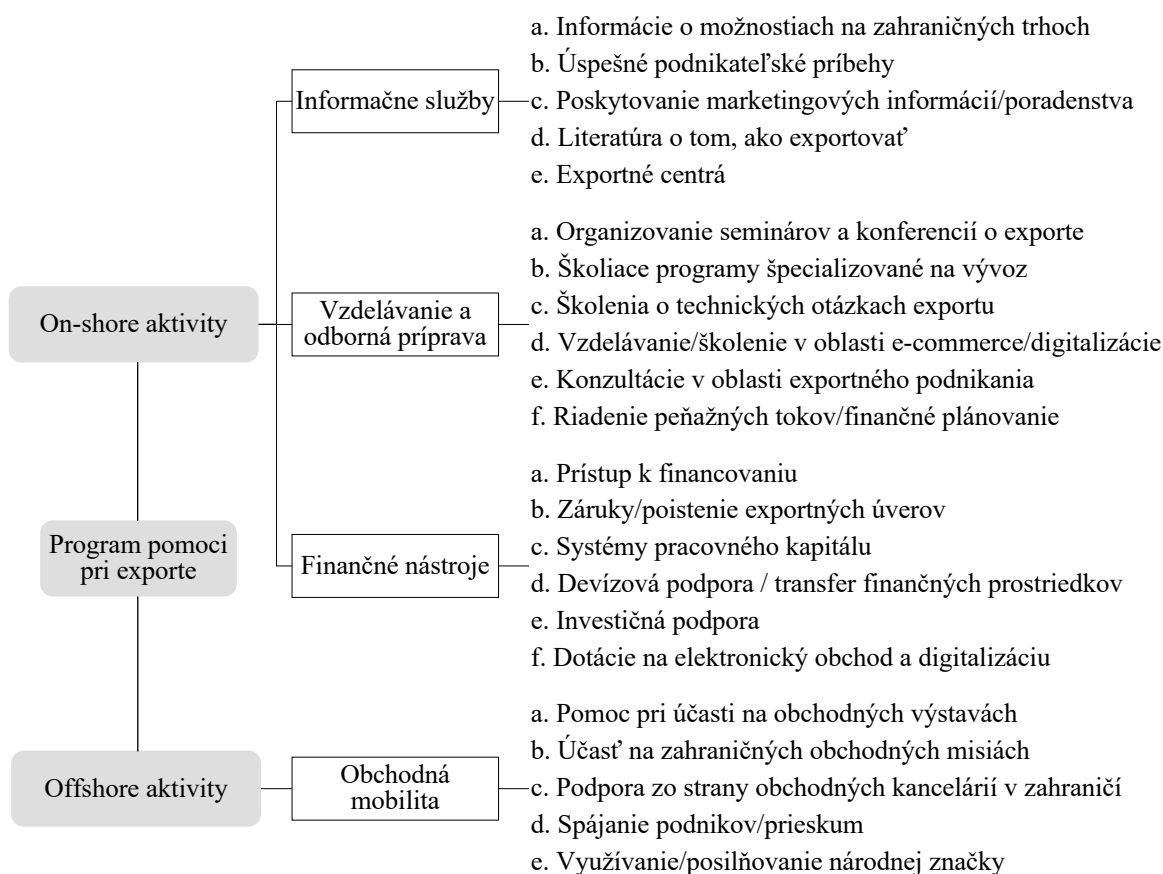 a. Informácie o možnostiach na zahraničných trhoch
b. Úspešné podnikateľské príbehy
Informačne služby
c. Poskytovanie marketingových informácií/poradenstva
d. Literatúra o tom, ako exportovať
e. Exportné centrá
a. Organizovanie seminárov a konferencií o exporte
b. Školiace programy špecializované na vývoz
On-shore aktivity
Vzdelávanie a
odborná príprava
c. Školenia o technických otázkach exportu
d. Vzdelávanie/školenie v oblasti e-commerce/digitalizácie
e. Konzultácie v oblasti exportného podnikania
f. Riadenie peňažných tokov/finančné plánovanie
a. Prístup k financovaniu
b. Záruky/poistenie exportných úverov
Program pomoci
pri exporte
Finančné nástroje
c. Systémy pracovného kapitálu
d. Devízová podpora / transfer finančných prostriedkov
e. Investičná podpora
f. Dotácie na elektronický obchod a digitalizáciu
a. Pomoc pri účasti na obchodných výstavách
b. Účasť na zahraničných obchodných misiách
Offshore aktivity
Obchodná
mobilita
c. Podpora zo strany obchodných kancelárií v zahraničí
d. Spájanie podnikov/prieskum
e. Využívanie/posilňovanie národnej značky